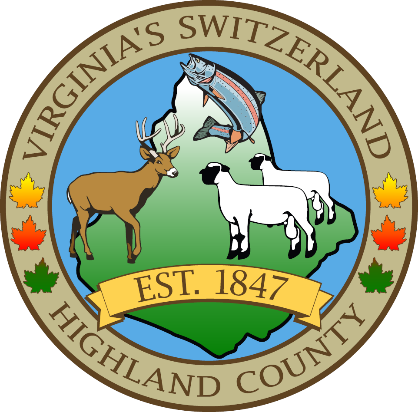 VIRGINIA'S SWITZERLAND
EST. 1847
HIGHLAND COUNTY